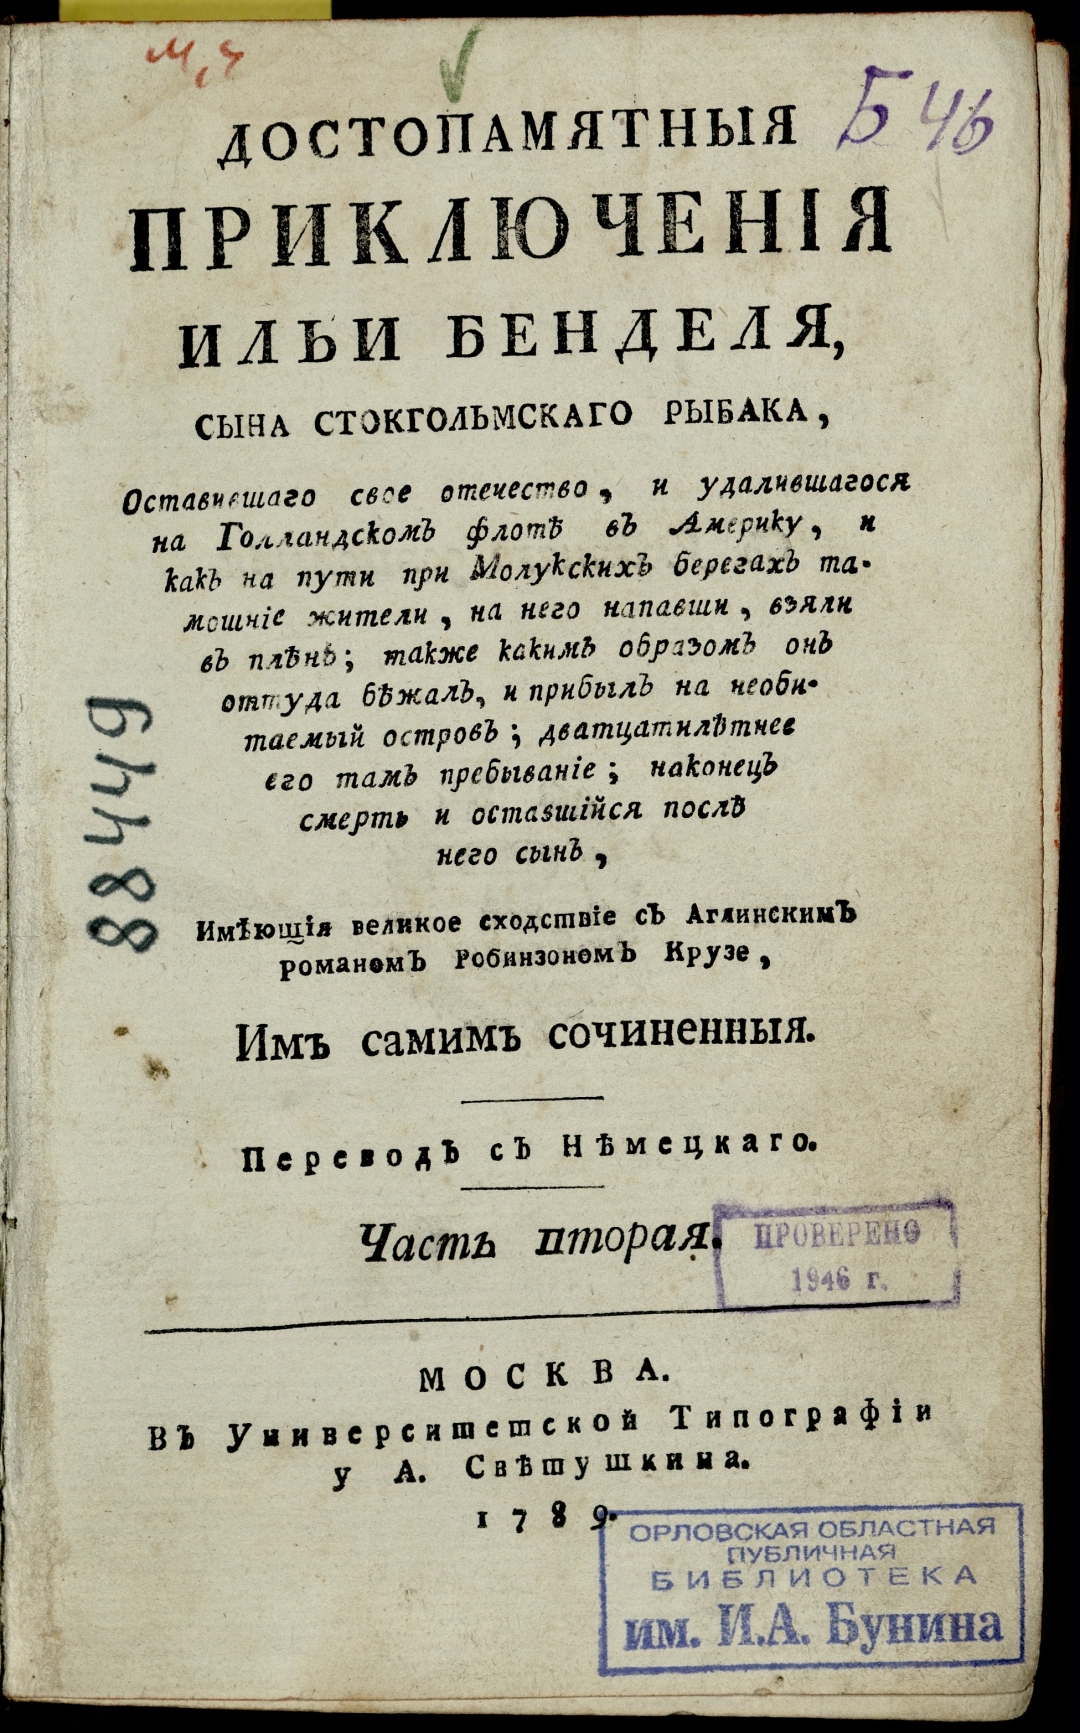 м, ч
Б 46
ДОСТОПАМЯТНЫЯ
ПРИКЛЮЧЕНІЯ
ИЛЬИ БЕНДЕЛЯ,
СЫНА СТОКГОЛЬМСКАГО РЫБАКА,
Оставившаго свое отечество, и удалившагося
на Голландскомъ флотѣ въ Америку, и
какъ на пути при Молукскихъ берегахъ та-
мошніе жители, на него напавши, взяли
въ плѣнъ; также какимъ образомъ онъ
оттуда бѣжалъ, и прибылъ на необи-
таемый островъ; дватцатилѣтнее
его тамъ пребываніе; наконецъ
смерть и оставшійся послѣ
него сынъ,
Имѣющія великое сходствіе съ Аглинскимъ
романомъ Робинзономъ Крузе,
Имъ самимъ сочиненныя.
Переводъ съ Нѣмецкаго.
Часть вторая.
ПРОВЕРЕНО
1946 г.
МОСКВА.
Въ Университетской Типографіи
у А. Свѣтушкина.
1789.
ОРЛОВСКАЯ ОБЛАСТНАЯ
ПУБЛИЧНАЯ
БИБЛИОТЕКА
им. И.А. Бунина
88449